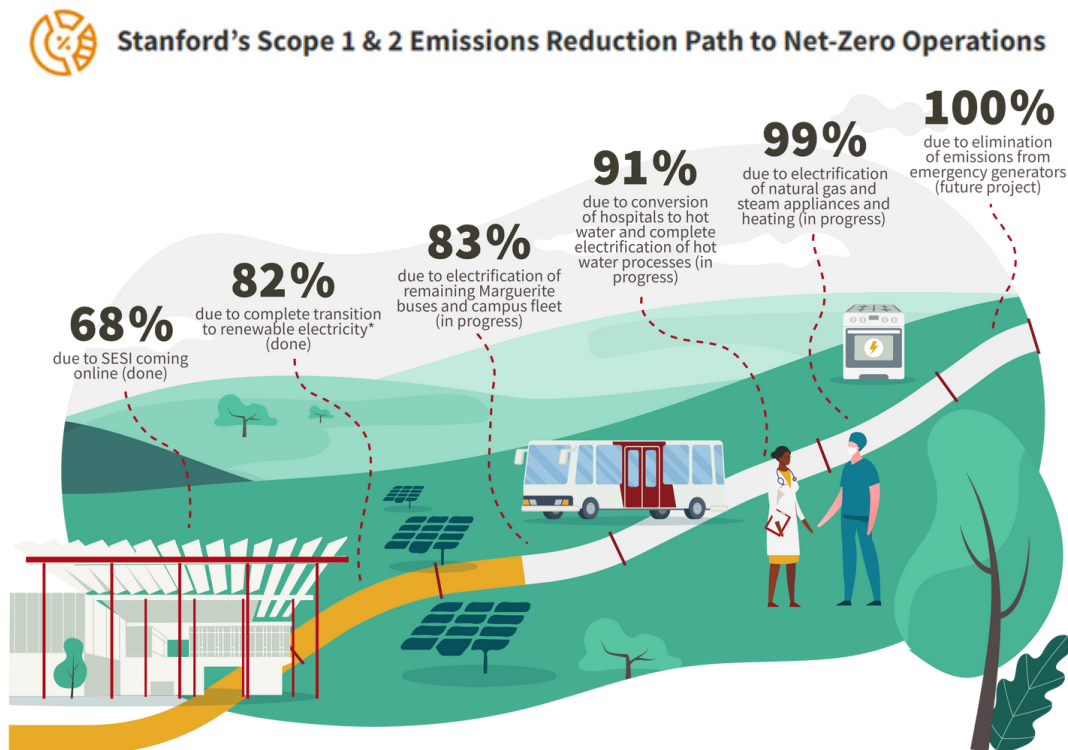 Stanford's Scope 1 & 2 Emissions Reduction Path to Net-Zero Operations
68%
due to SESI coming
online (done)
82%
due to complete transition
to renewable electricity*
(done)
83%
due to electrification of
remaining Marguerite
buses and campus fleet
(in progress)
91%
due to conversion
of hospitals to hot
water and complete
electrification of hot
water processes (in
progress)
99%
due to electrification
of natural gas and
steam appliances and
heating (in progress)
100%
due to elimination
of emissions from
emergency generators
(future project)